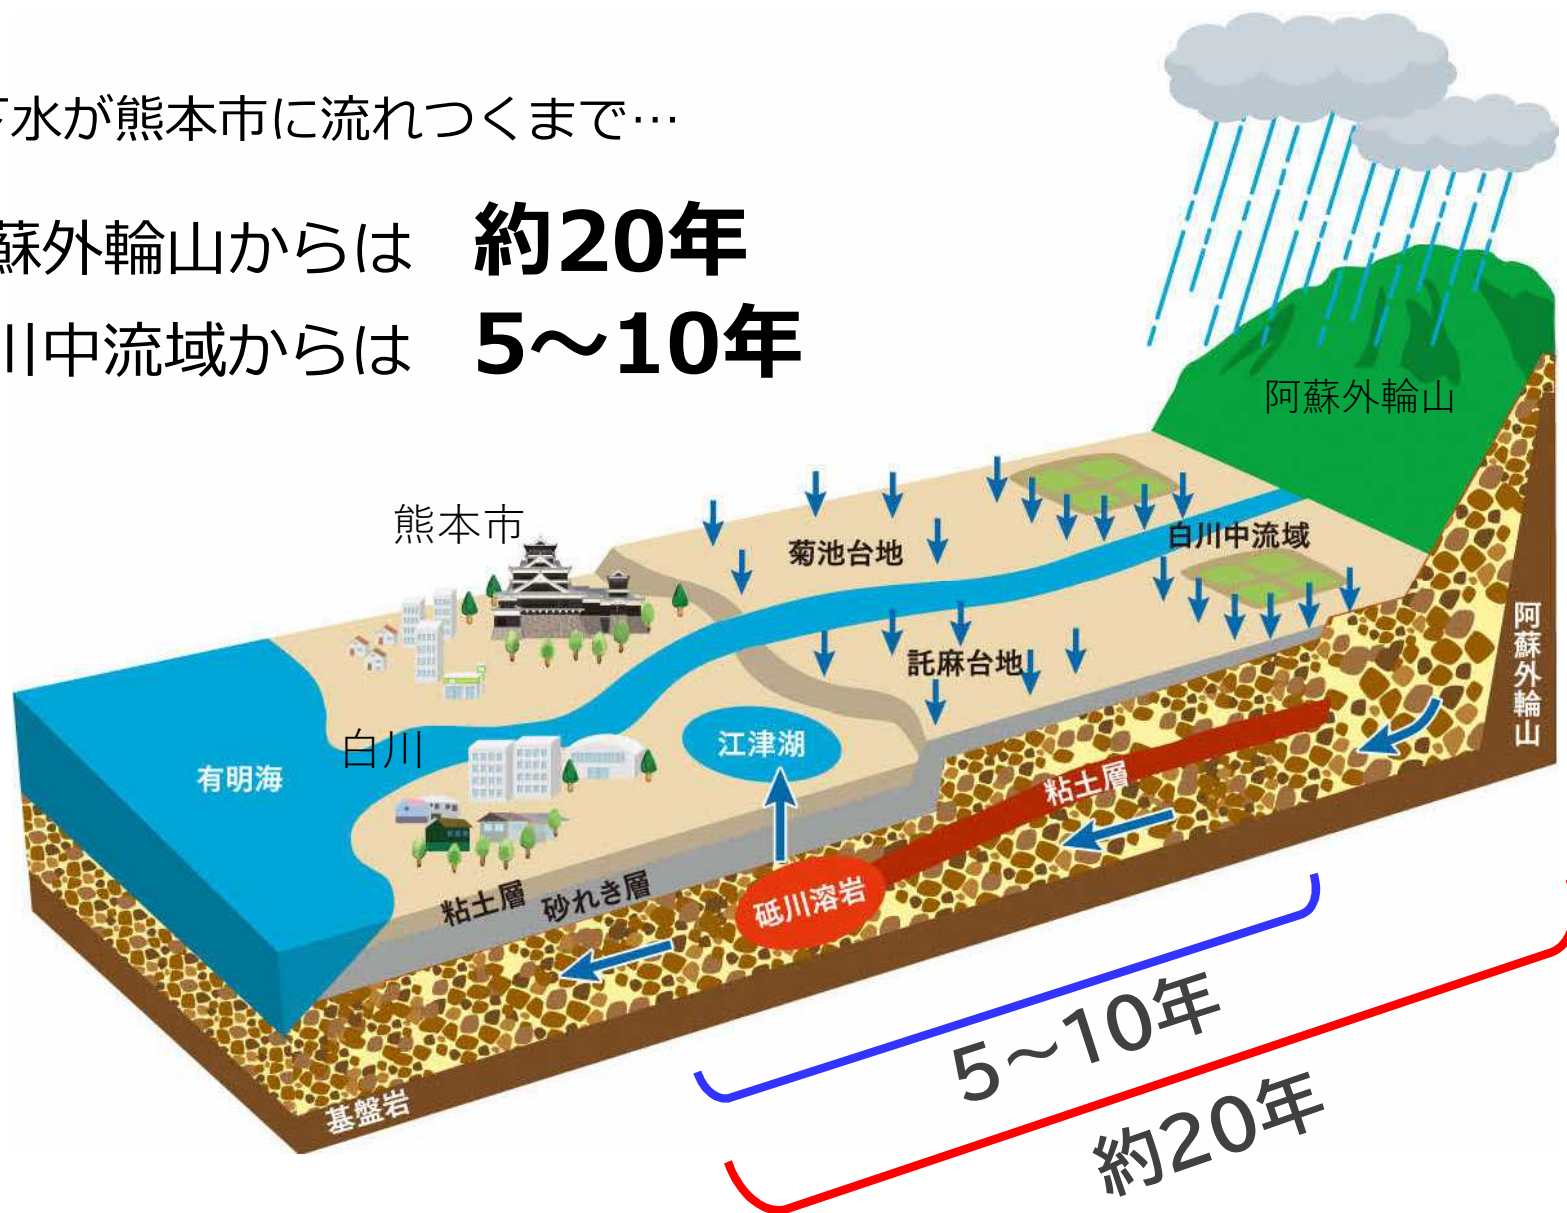 下水が熊本市に流れつくまで…
蘇外輪山からは 約20年
川中流域からは 5~10年
阿蘇外輪山
熊本市
菊池台地
白川中流域
阿蘇外輪山
託麻台地
江津湖
白川
有明海
粘土層
粘土層
砂れき層
砥川溶岩
基盤岩
5~10年
約20年